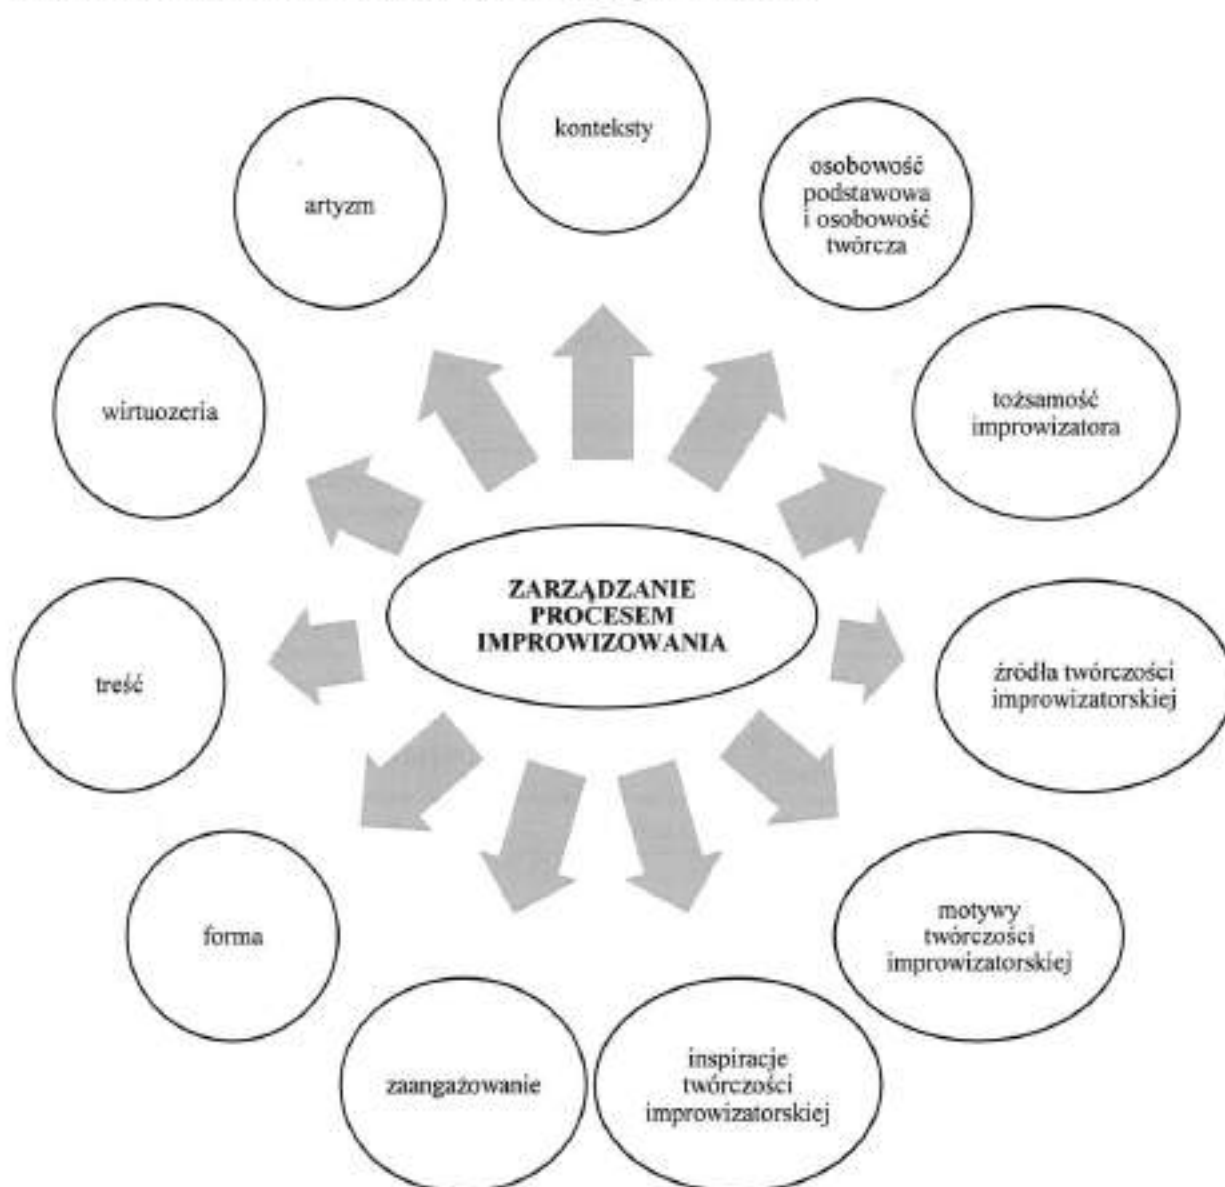 konteksty
osobowość
podstawowa
i osobowość
twórcza
tożsamość
improwizatora
źródła twórczości
improwizatorskiej
motywy
twórczości
improwizatorskiej
inspiracje
twórczości
improwizatorskiej
zaangażowanie
forma
treść
wirtuozeria
artyzm
ZARZĄDZANIE
PROCESEM
IMPROWIZOWANIA